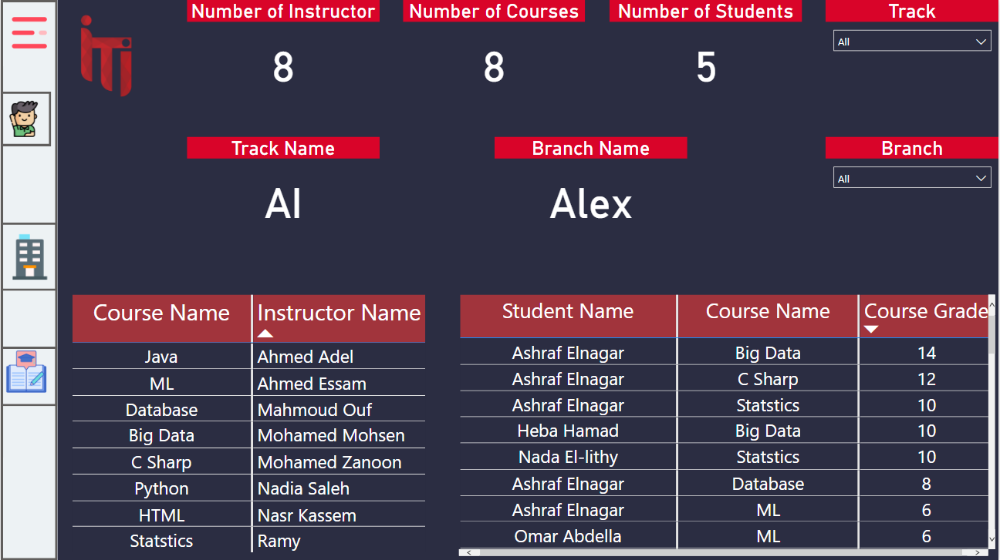 Number of Instructor
Number of Courses
Number of Students
Track
iTi
8
8
5
All
Track Name
Branch Name
Branch
AI
Alex
All
Course Name Instructor Name
Java Ahmed Adel
ML Ahmed Essam
Database Mahmoud Ouf
Big Data Mohamed Mohsen
C Sharp Mohamed Zanoon
Python Nadia Saleh
HTML Nasr Kassem
Statstics Ramy
Student Name Course Name Course Grade
Ashraf Elnagar Big Data 14
Ashraf Elnagar C Sharp 12
Ashraf Elnagar Statstics 10
Heba Hamad Big Data 10
Nada El-lithy Statstics 10
Ashraf Elnagar Database 8
Ashraf Elnagar ML 6
Omar Abdella ML 6